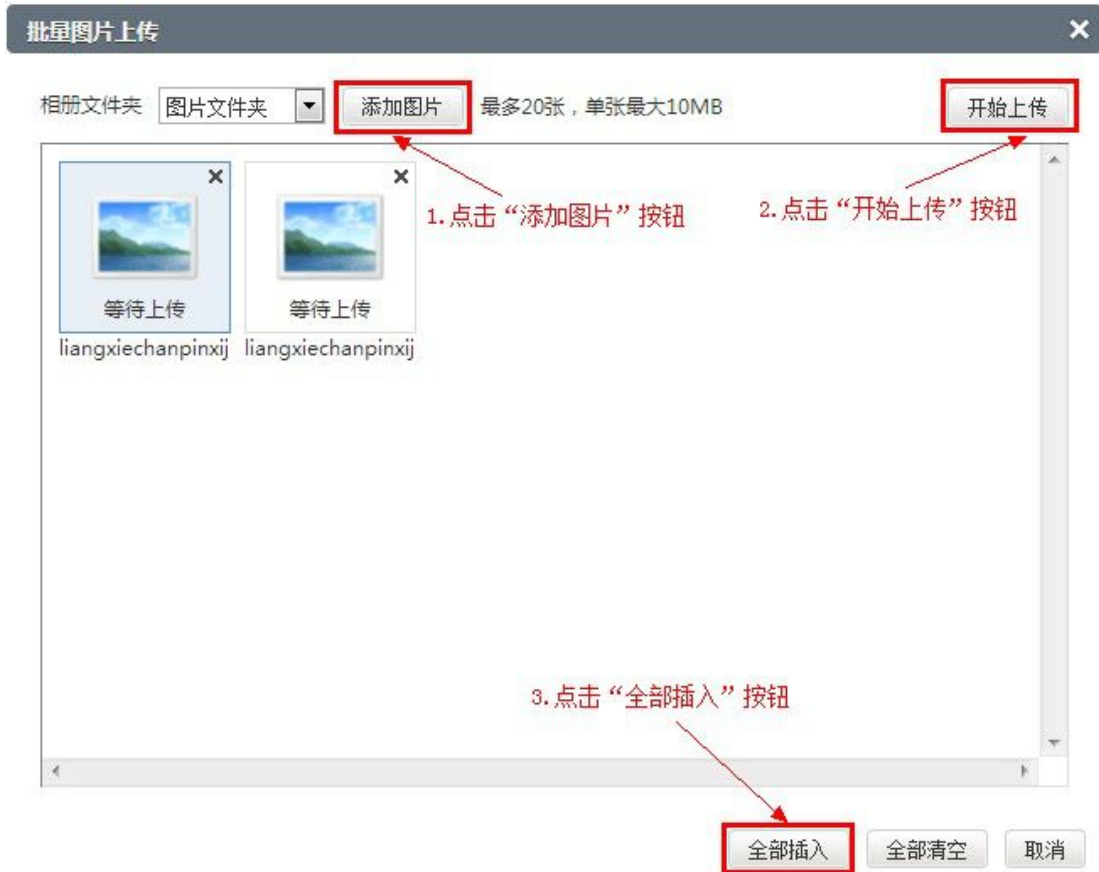 批量图片上传
相册文件夹 图片文件夹 添加图片 最多20张，单张最大10MB 开始上传
1.点击“添加图片”按钮 2.点击“开始上传”按钮
等待上传 等待上传
liangxiechanpinxij liangxiechanpinxij
3.点击“全部插入”按钮
全部插入 全部清空 取消